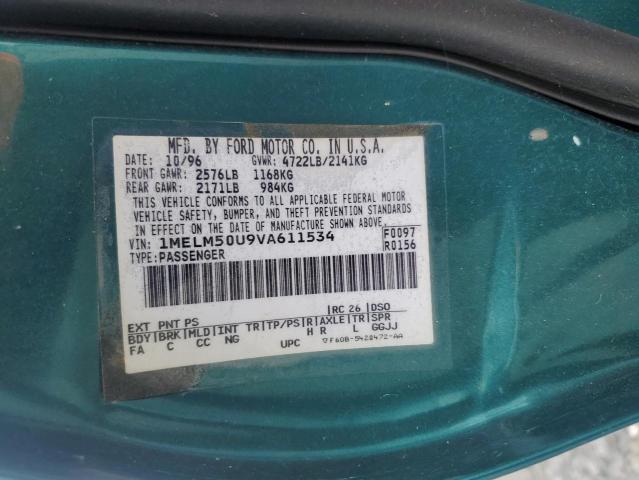 MFD. BY FORD MOTOR CO. IN U.S.A.
10/96 GVWR: 4722LB/2141KG
FRONT GAWR: 2576LB 1168KG
REAR GAWR: 2171LB 984KG
THIS VEHICLE CONFORMS TO ALL APPLICABLE FEDERAL MOTOR
VEHICLE SAFETY, BUMPER, AND THEFT PREVENTION STANDARDS
IN EFFECT ON THE DATE OF MANUFACTURE SHOWN ABOVE.
VIN: 1MELM50U9VA611534 F0097
TYPE: PASSENGER R0156
RC 26 DSO
EXT PNT PS
BDY BRK MLD INT TR TP/PS R AXLE TR SPR
FA C CC NG UPC H R L GGJJ
▽F60B-5420472-AA